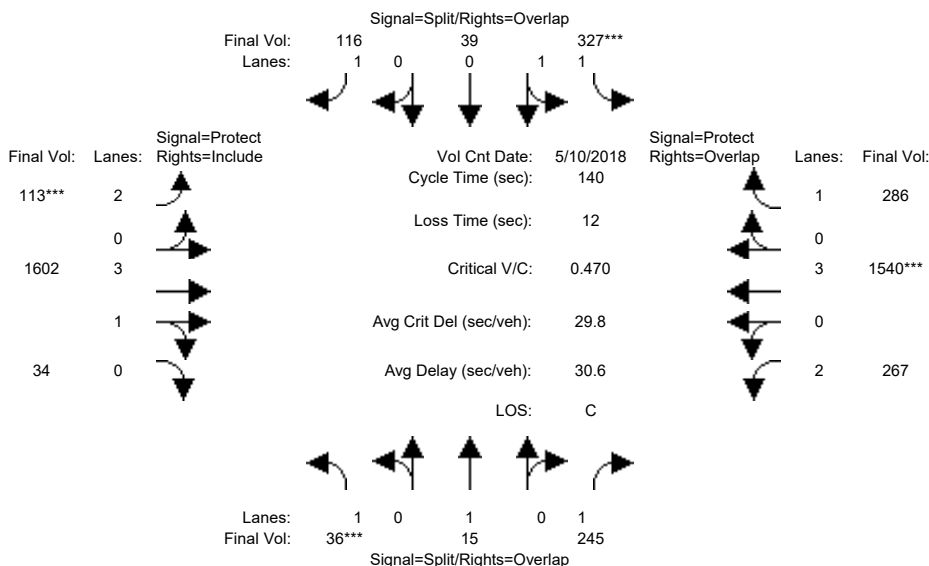 Signal=Split/Rights=Overlap
Final Vol: 116 39 327***
Lanes: 1 0 0 1 1
Signal=Protect Signal=Protect
Final Vol: Lanes: Rights=Include Vol Cnt Date: 5/10/2018 Rights=Overlap Lanes: Final Vol:
Cycle Time (sec): 140
113*** 2 1 286
Loss Time (sec): 12
0 0
1602 3 Critical V/C: 0.470 3 1540***
1 Avg Crit Del (sec/veh): 29.8 0
34 0 Avg Delay (sec/veh): 30.6 2 267
LOS: C
Lanes: 1 0 1 0 1
Final Vol: 36*** 15 245
Signal=Split/Rights=Overlap